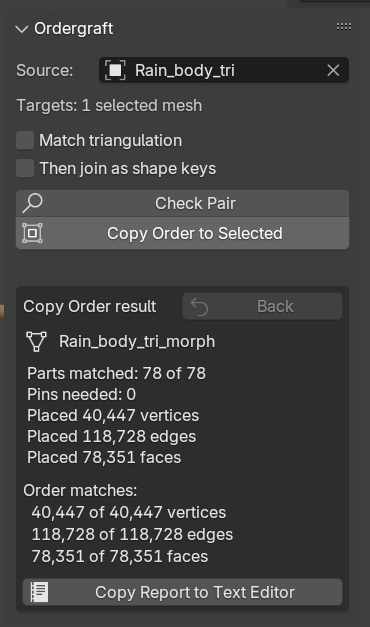 Ordergraft
Source: Rain_body_tri
Targets: 1 selected mesh
Match triangulation
Then join as shape keys
Check Pair
Copy Order to Selected
Copy Order result Back
Rain_body_tri_morph
Parts matched: 78 of 78
Pins needed: 0
Placed 40,447 vertices
Placed 118,728 edges
Placed 78,351 faces
Order matches:
40,447 of 40,447 vertices
118,728 of 118,728 edges
78,351 of 78,351 faces
Copy Report to Text Editor